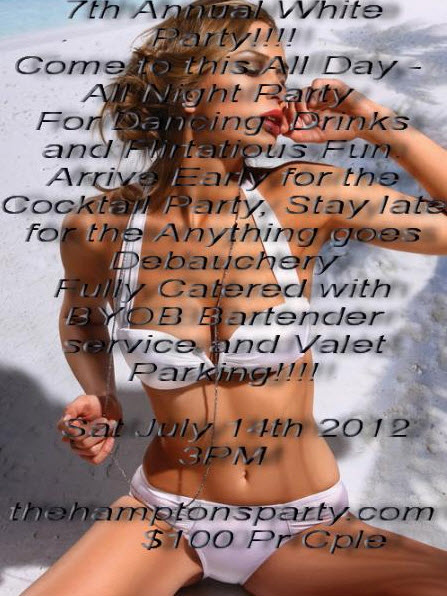 7th Annual White
Party!!!!
Come to this All Day -
All Night Party
For Dancing, Drinks
and Flirtatious Fun.
Arrive Early for the
Cocktail Party, Stay late
for the Anything goes
Debauchery
Fully Catered with
BYOB Bartender
service and Valet
Parking!!!!
Sat July 14th 2012
3PM
thehamptonsparty.com
$100 Pr Cple